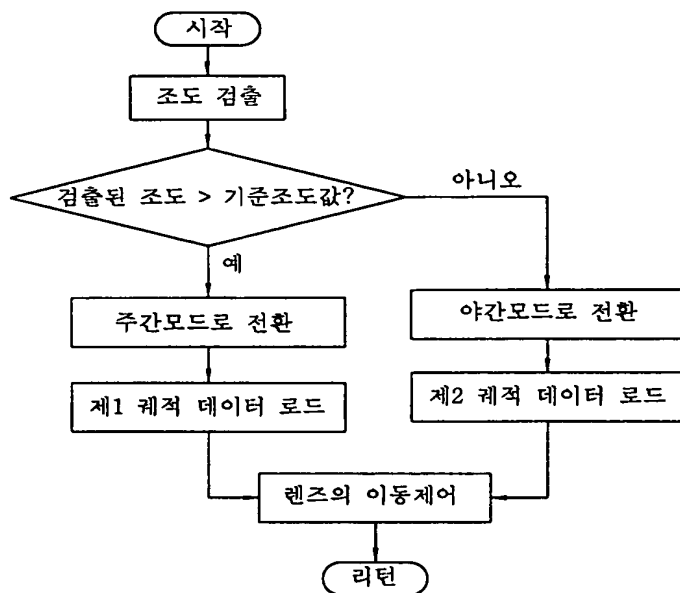 시작
조도 검출
검출된 조도 > 기준조도값?
아니오
예
주간모드로 전환
야간모드로 전환
제1 궤적 데이터 로드
제2 궤적 데이터 로드
렌즈의 이동제어
리턴